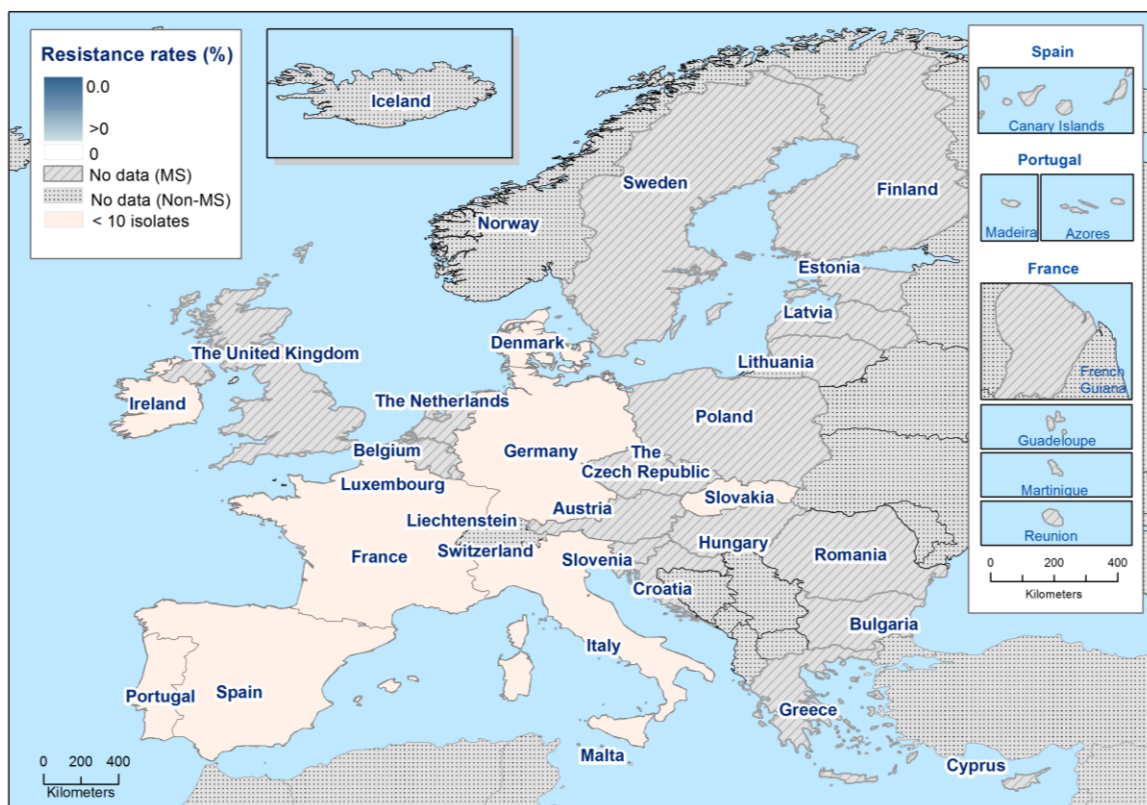 Resistance rates (%)
0.0
>0
0
No data (MS)
No data (Non-MS)
< 10 isolates
Iceland
Spain
Canary Islands
Portugal
Madeira
Azores
France
French
Guiana
Guadeloupe
Martinique
Reunion
0 200 400
Kilometers
Sweden
Finland
Norway
Estonia
Latvia
Denmark
Lithuania
The United Kingdom
Ireland
The Netherlands
Poland
Belgium
Germany
The
Czech Republic
Luxembourg
Slovakia
Austria
Liechtenstein
Switzerland
Slovenia
Hungary
Romania
France
Croatia
Bulgaria
Italy
Portugal
Spain
Greece
Malta
Cyprus
0 200 400
Kilometers